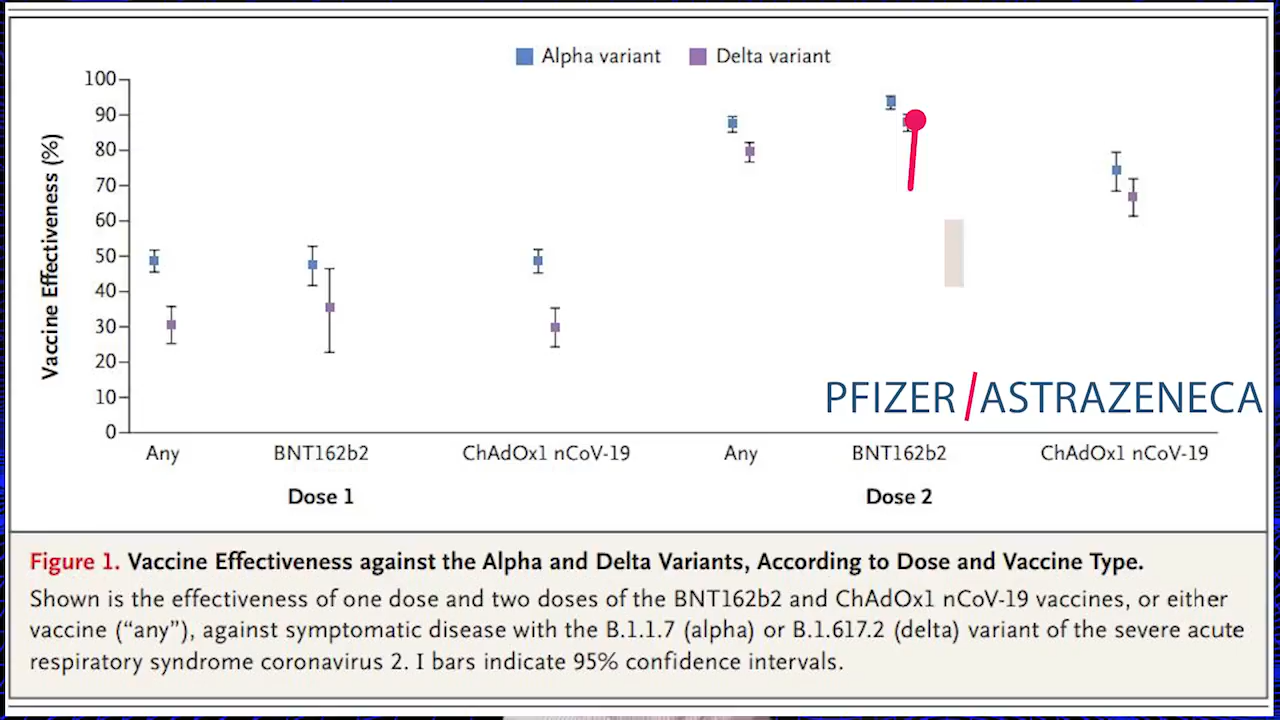 Alpha variant Delta variant
100
90
80
70
60
50
40
30
20
10
0
Vaccine Effectiveness (%)
PFIZER / ASTRAZENECA
Any BNT162b2 ChAdOx1 nCoV-19 Any BNT162b2 ChAdOx1 nCoV-19
Dose 1 Dose 2
Figure 1. Vaccine Effectiveness against the Alpha and Delta Variants, According to Dose and Vaccine Type.
Shown is the effectiveness of one dose and two doses of the BNT162b2 and ChAdOx1 nCoV-19 vaccines, or either
vaccine (“any”), against symptomatic disease with the B.1.1.7 (alpha) or B.1.617.2 (delta) variant of the severe acute
respiratory syndrome coronavirus 2. I bars indicate 95% confidence intervals.